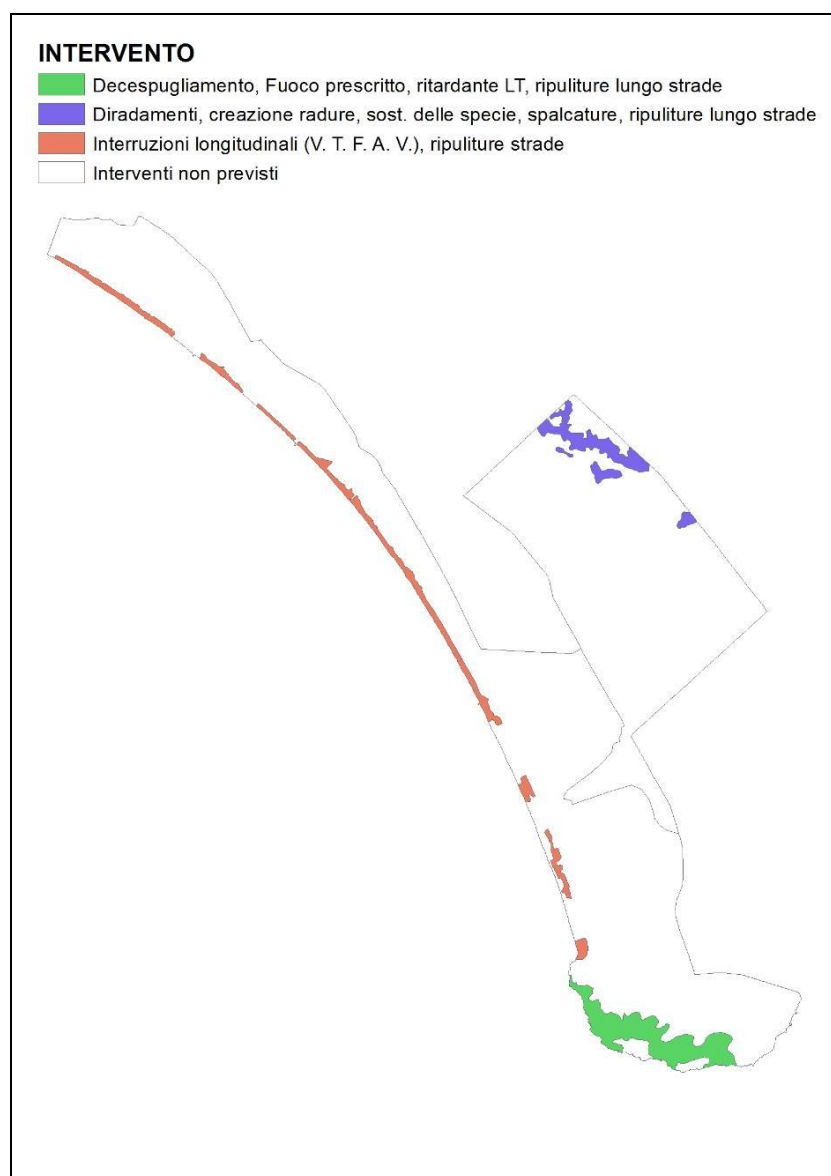 INTERVENTO
Decespugliamento, Fuoco prescritto, ritardante LT, ripuliture lungo strade
Diradamenti, creazione radure, sost. delle specie, spalcature, ripuliture lungo strade
Interruzioni longitudinali (V. T. F. A. V.), ripuliture strade
Interventi non previsti